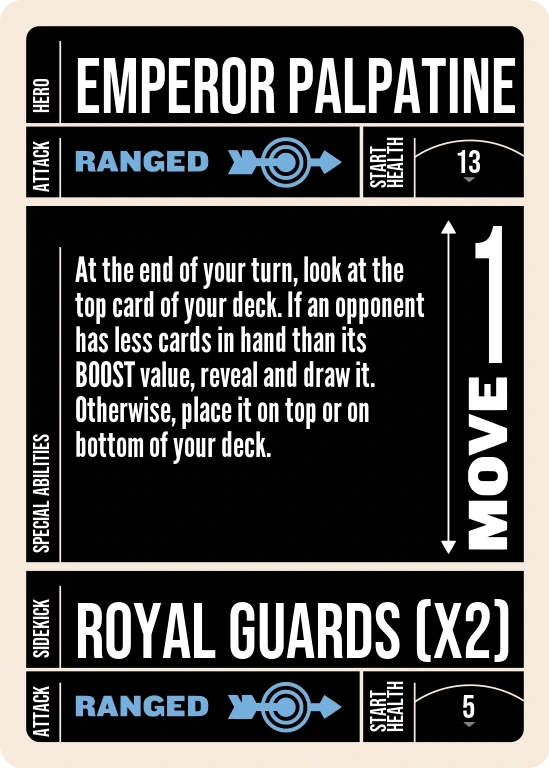 HERO
EMPEROR PALPATINE
ATTACK
RANGED
START
HEALTH
13
SPECIAL ABILITIES
At the end of your turn, look at the
top card of your deck. If an opponent
has less cards in hand than its
BOOST value, reveal and draw it.
Otherwise, place it on top or on
bottom of your deck.
MOVE 1
SIDEKICK
ROYAL GUARDS (X2)
ATTACK
RANGED
START
HEALTH
5